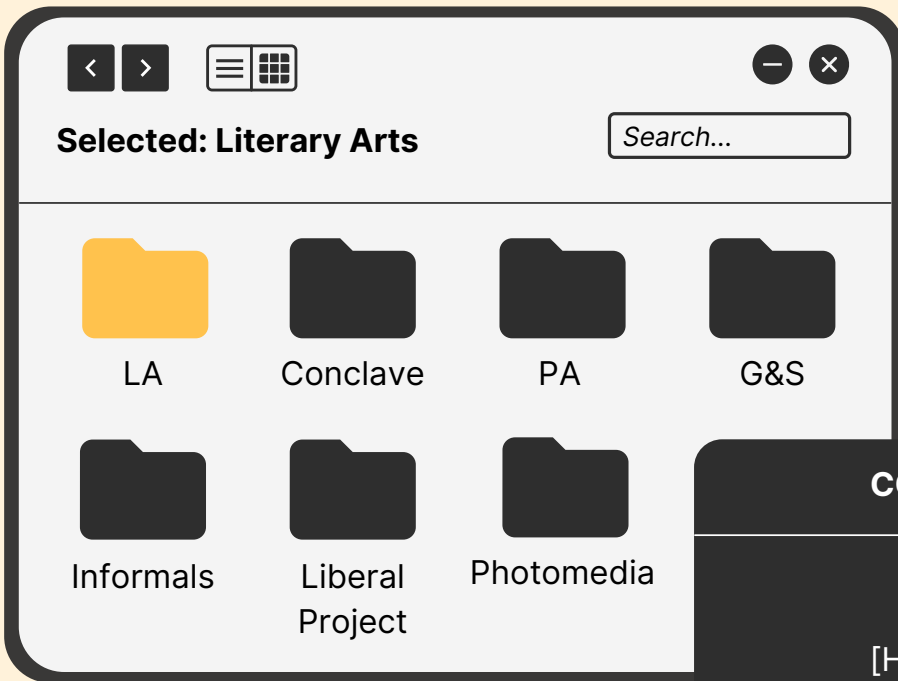 Selected: Literary Arts
Search...
LA
Conclave
PA
G&S
Informals
Liberal
Project
Photomedia